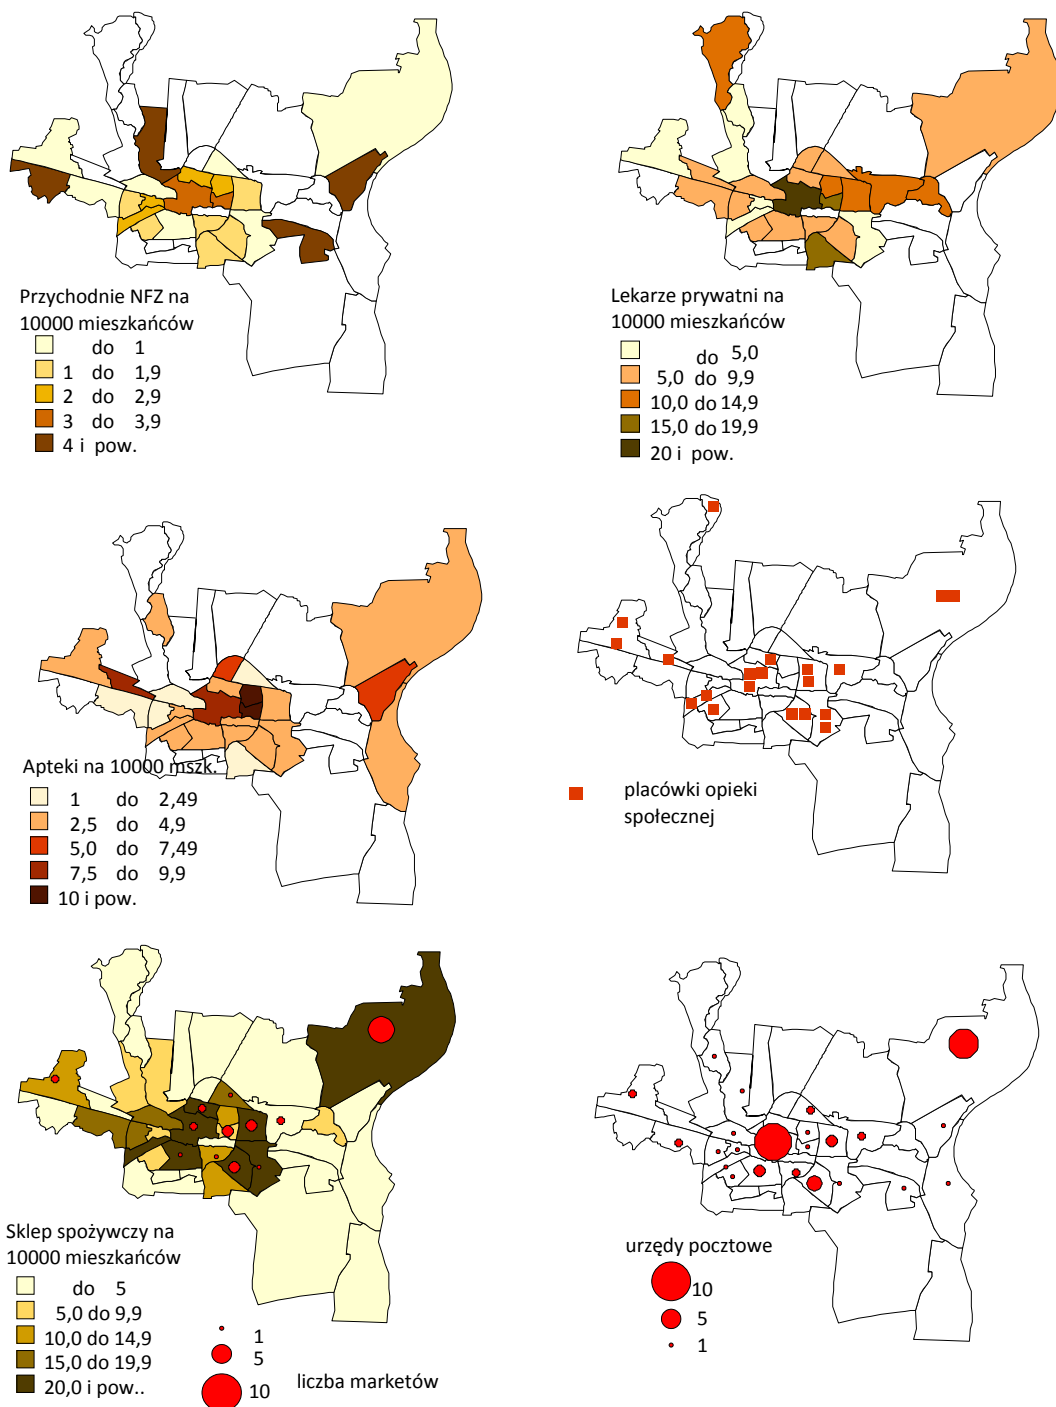 Przychodnie NFZ na
10000 mieszkańców
do 1
1 do 1,9
2 do 2,9
3 do 3,9
4 i pow.
Lekarze prywatni na
10000 mieszkańców
do 5,0
5,0 do 9,9
10,0 do 14,9
15,0 do 19,9
20 i pow.
Apteki na 10000 mszk.
1 do 2,49
2,5 do 4,9
5,0 do 7,49
7,5 do 9,9
10 i pow.
placówki opieki
społecznej
Sklep spożywczy na
10000 mieszkańców
do 5
5,0 do 9,9
10,0 do 14,9
15,0 do 19,9
20,0 i pow..
1
5
10
liczba marketów
urzędy pocztowe
10
5
1